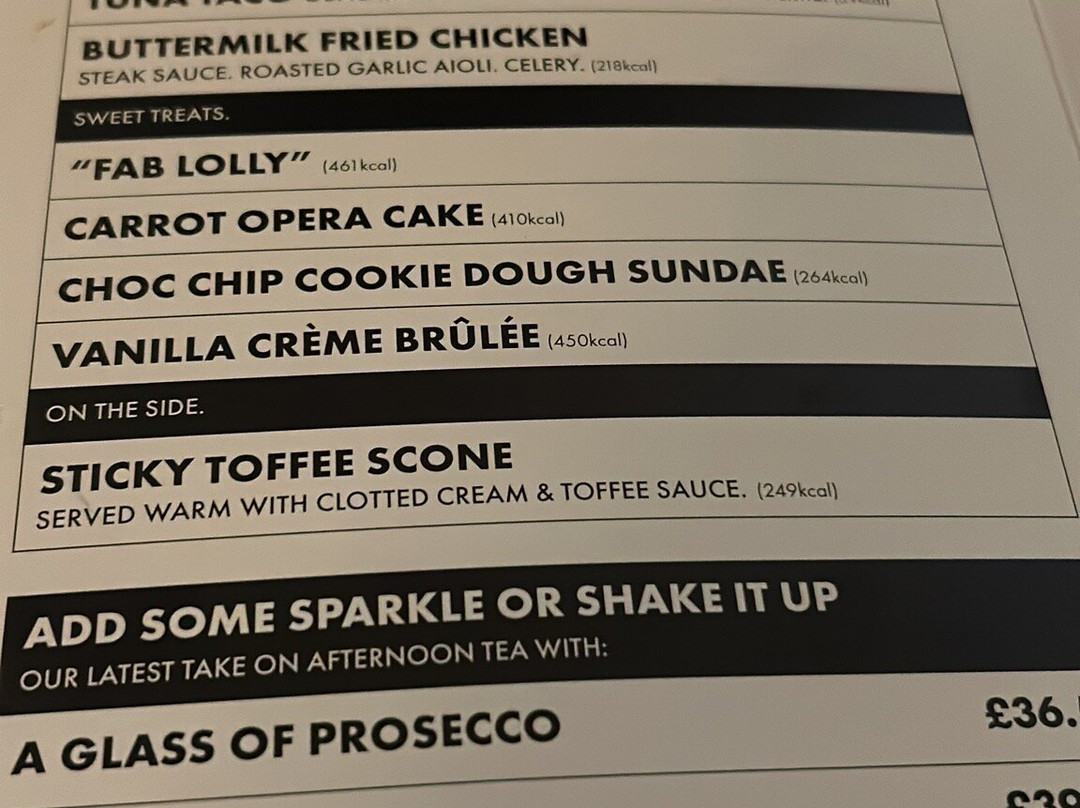 TUNA TACO
BUTTERMILK FRIED CHICKEN
STEAK SAUCE. ROASTED GARLIC AIOLI. CELERY. (218kcal)
SWEET TREATS.
“FAB LOLLY” (461kcal)
CARROT OPERA CAKE (410kcal)
CHOC CHIP COOKIE DOUGH SUNDAE (264kcal)
VANILLA CRÈME BRÛLÉE (450kcal)
ON THE SIDE.
STICKY TOFFEE SCONE
SERVED WARM WITH CLOTTED CREAM & TOFFEE SAUCE. (249kcal)
ADD SOME SPARKLE OR SHAKE IT UP
OUR LATEST TAKE ON AFTERNOON TEA WITH:
A GLASS OF PROSECCO £36.
£39